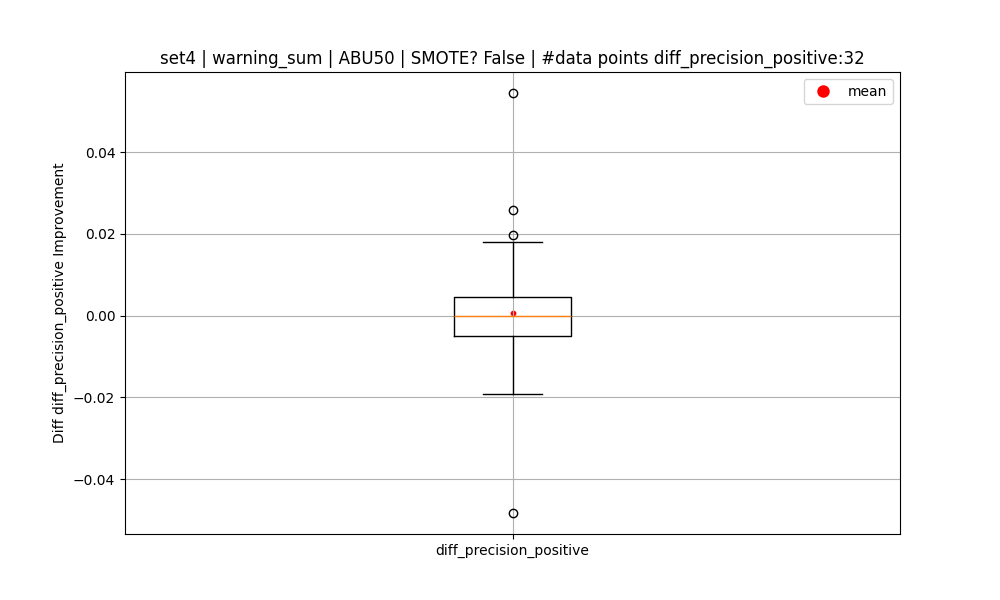 set4 | warning_sum | ABU50 | SMOTE? False | #data points diff_precision_positive:32
mean
Diff diff_precision_positive Improvement
0.04
0.02
0.00
−0.02
−0.04
diff_precision_positive